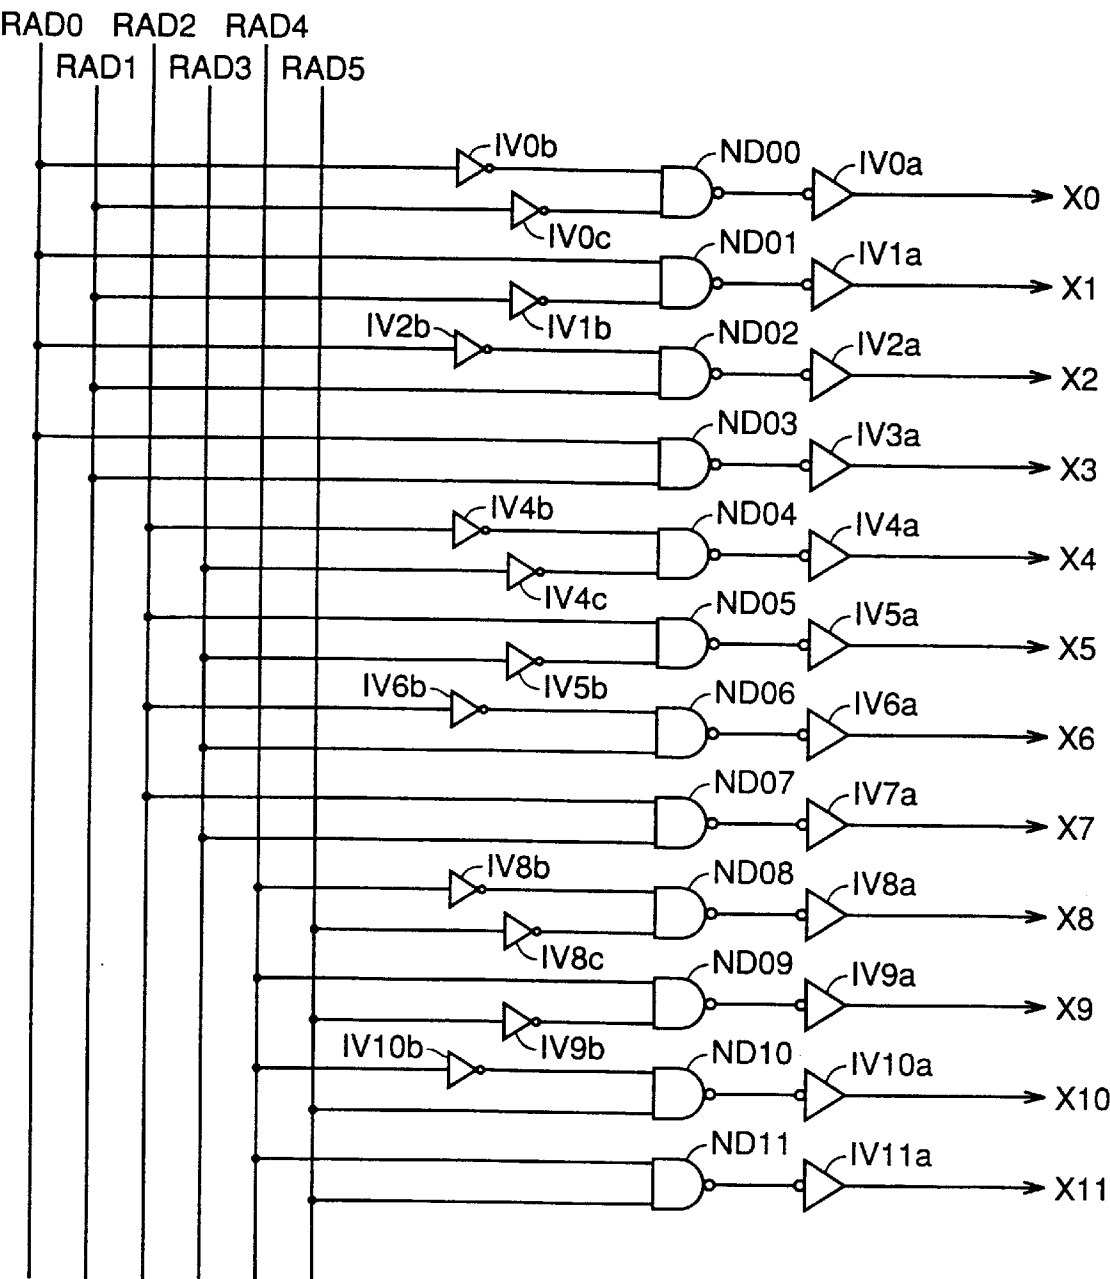 RAD0 RAD2 RAD4
RAD1 RAD3 RAD5
IV0b ND00 IV0a X0
IV0c
ND01 IV1a X1
IV1b
IV2b ND02 IV2a X2
ND03 IV3a X3
IV4b ND04 IV4a X4
IV4c
ND05 IV5a X5
IV5b
IV6b ND06 IV6a X6
ND07 IV7a X7
IV8b ND08 IV8a X8
IV8c
ND09 IV9a X9
IV9b
IV10b ND10 IV10a X10
ND11 IV11a X11